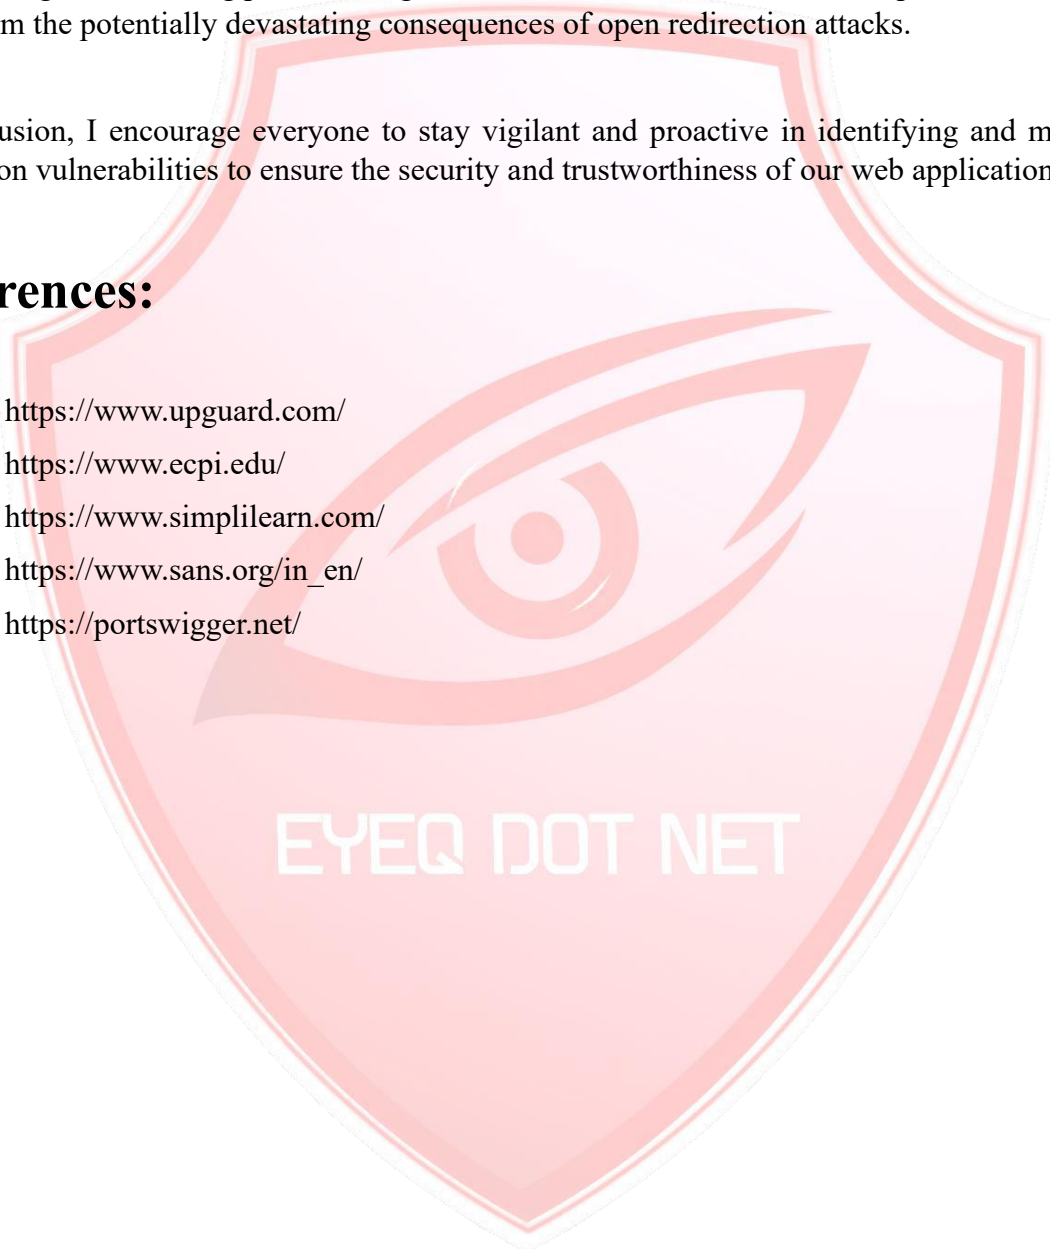 m the potentially devastating consequences of open redirection attacks.
usion, I encourage everyone to stay vigilant and proactive in identifying and m
on vulnerabilities to ensure the security and trustworthiness of our web application
rences:
https://www.upguard.com/
https://www.ecpi.edu/
https://www.simplilearn.com/
https://www.sans.org/in_en/
https://portswigger.net/
EYEQ DOT NET